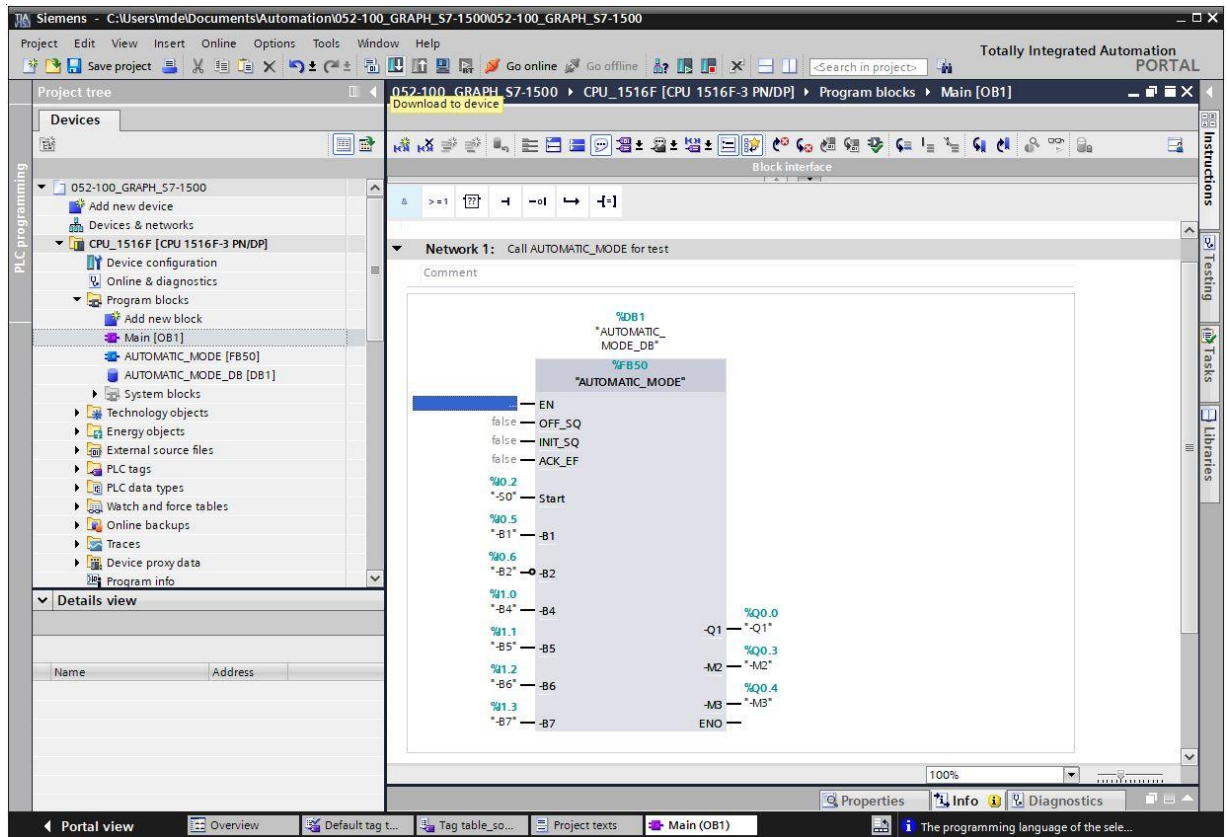 Siemens - C:\Users\mde\Documents\Automation\052-100_GRAPH_S7-1500\052-100_GRAPH_S7-1500
Project Edit View Insert Online Options Tools Window Help
Totally Integrated Automation
PORTAL
Save project
Go online
Go offline
<Search in project>
Project tree
052-100_GRAPH_S7-1500 ▸ CPU_1516F [CPU 1516F-3 PN/DP] ▸ Program blocks ▸ Main [OB1]
Download to device
Devices
Block interface
PLC programming
052-100_GRAPH_S7-1500
Add new device
Devices & networks
CPU_1516F [CPU 1516F-3 PN/DP]
Device configuration
Online & diagnostics
Program blocks
Add new block
Main [OB1]
AUTOMATIC_MODE [FB50]
AUTOMATIC_MODE_DB [DB1]
System blocks
Technology objects
Energy objects
External source files
PLC tags
PLC data types
Watch and force tables
Online backups
Traces
Device proxy data
Program info
Details view
Name Address
& >=1 ??
Network 1: Call AUTOMATIC_MODE for test
Comment
%DB1
"AUTOMATIC_
MODE_DB"
%FB50
"AUTOMATIC_MODE"
... EN
false OFF_SQ
false INIT_SQ
false ACK_EF
%I0.2
"-S0" Start
%I0.5
"-B1" -B1
%I0.6
"-B2" -B2
%I1.0
"-B4" -B4
%I1.1
"-B5" -B5
%I1.2
"-B6" -B6
%I1.3
"-B7" -B7
%Q0.0
-Q1 "-Q1"
%Q0.3
-M2 "-M2"
%Q0.4
-M3 "-M3"
ENO
100%
Properties Info Diagnostics
Instructions
Testing
Tasks
Libraries
Portal view Overview Default tag t... Tag table_so... Project texts Main (OB1) The programming language of the sele...